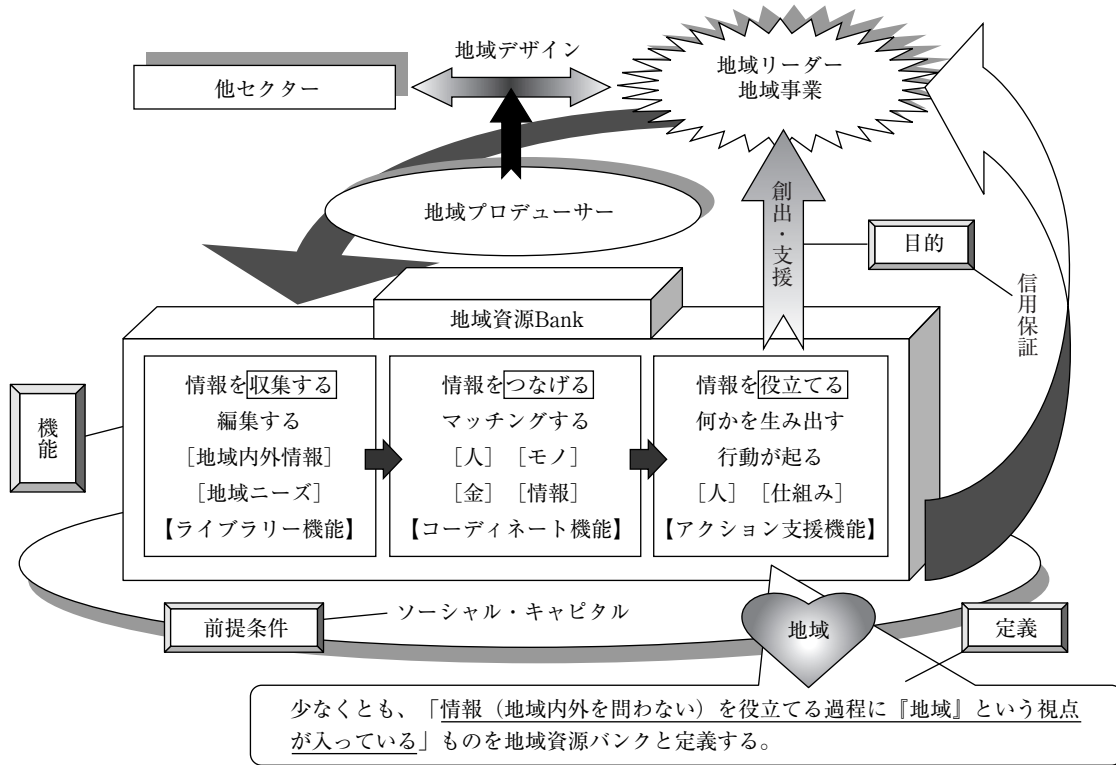 地域デザイン
他セクター
地域リーダー
地域事業
地域プロデューサー
創出・支援
目的
信用保証
地域資源Bank
機能
情報を収集する
編集する
[地域内外情報]
[地域ニーズ]
【ライブラリー機能】
情報をつなげる
マッチングする
[人] [モノ]
[金] [情報]
【コーディネート機能】
情報を役立てる
何かを生み出す
行動が起る
[人] [仕組み]
【アクション支援機能】
前提条件
ソーシャル・キャピタル
地域
定義
少なくとも、「情報（地域内外を問わない）を役立てる過程に『地域』という視点
が入っている」ものを地域資源バンクと定義する。